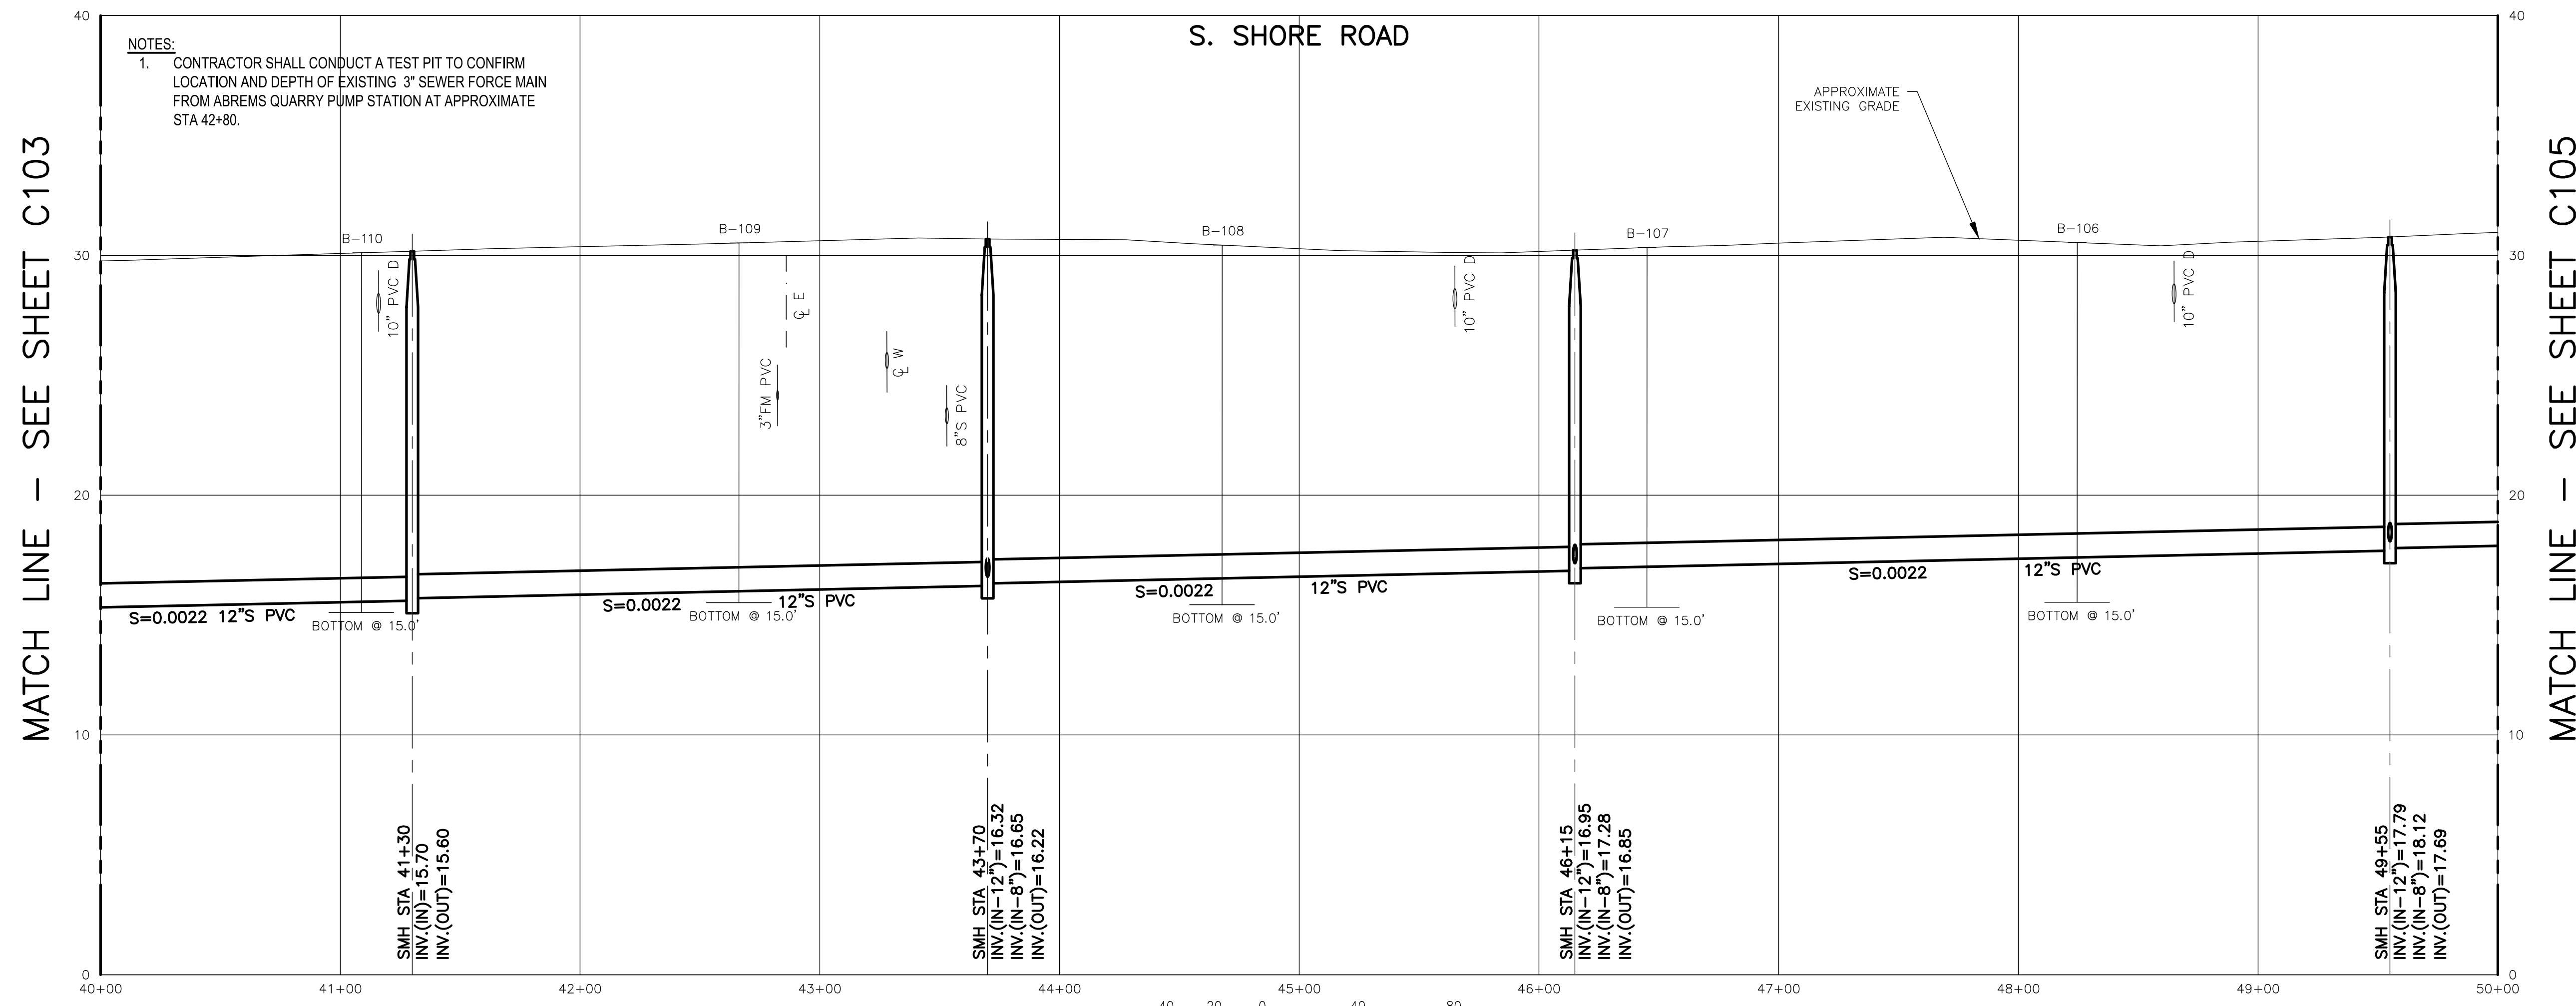 S. SHORE ROAD
NOTES:
1. CONTRACTOR SHALL CONDUCT A TEST PIT TO CONFIRM
LOCATION AND DEPTH OF EXISTING 3" SEWER FORCE MAIN
FROM ABREMS QUARRY PUMP STATION AT APPROXIMATE
STA 42+80.
MATCH LINE - SEE SHEET C103
MATCH LINE - SEE SHEET C105
APPROXIMATE
EXISTING GRADE
40
30
20
10
0
40
30
20
10
0
B-110
B-109
B-108
B-107
B-106
10" PVC D
3"FM PVC
℄ E
℄ W
8"S PVC
10" PVC D
10" PVC D
S=0.0022 12"S PVC
BOTTOM @ 15.0'
S=0.0022
12"S PVC
BOTTOM @ 15.0'
S=0.0022
12"S PVC
BOTTOM @ 15.0'
BOTTOM @ 15.0'
S=0.0022
12"S PVC
BOTTOM @ 15.0'
SMH STA 41+30
INV.(IN)=15.70
INV.(OUT)=15.60
SMH STA 43+70
INV.(IN-12")=16.32
INV.(IN-8")=16.65
INV.(OUT)=16.22
SMH STA 46+15
INV.(IN-12")=16.95
INV.(IN-8")=17.28
INV.(OUT)=16.85
SMH STA 49+55
INV.(IN-12")=17.79
INV.(IN-8")=18.12
INV.(OUT)=17.69
40+00 41+00 42+00 43+00 44+00 45+00 46+00 47+00 48+00 49+00 50+00
40 20 0 40 80